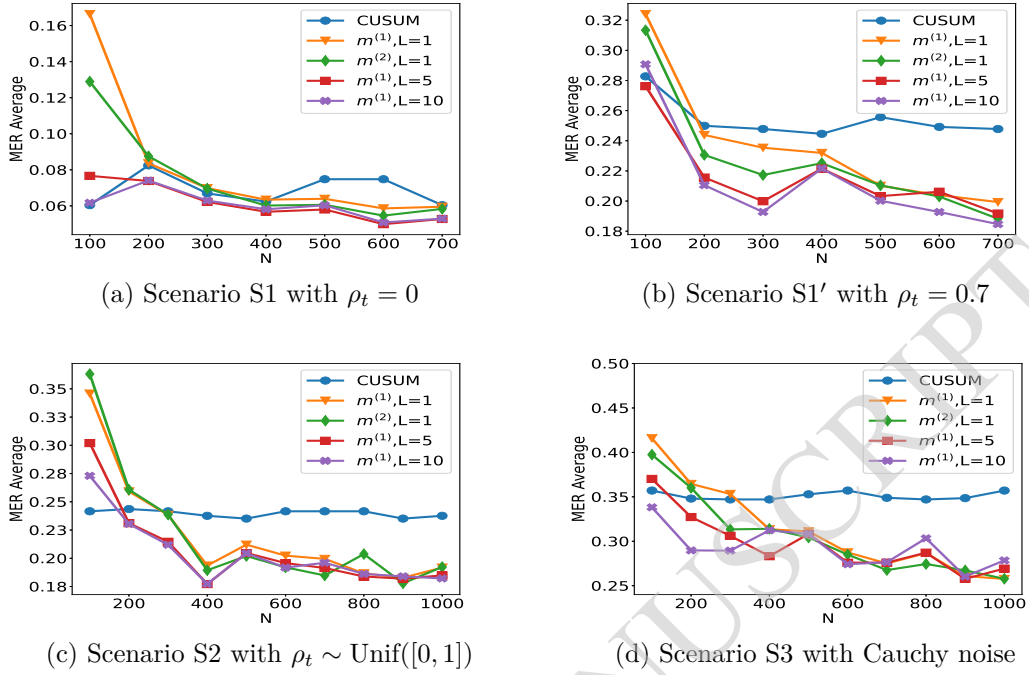 0.16
0.14
0.12
0.10
0.08
0.06
MER Average
100 200 300 400 500 600 700
N
CUSUM
m⁽¹⁾,L=1
m⁽²⁾,L=1
m⁽¹⁾,L=5
m⁽¹⁾,L=10
(a) Scenario S1 with ρₜ = 0
0.32
0.30
0.28
0.26
0.24
0.22
0.20
0.18
MER Average
100 200 300 400 500 600 700
N
CUSUM
m⁽¹⁾,L=1
m⁽²⁾,L=1
m⁽¹⁾,L=5
m⁽¹⁾,L=10
(b) Scenario S1′ with ρₜ = 0.7
0.35
0.33
0.30
0.28
0.25
0.23
0.20
0.18
MER Average
200 400 600 800 1000
N
CUSUM
m⁽¹⁾,L=1
m⁽²⁾,L=1
m⁽¹⁾,L=5
m⁽¹⁾,L=10
(c) Scenario S2 with ρₜ ∼ Unif([0, 1])
0.50
0.45
0.40
0.35
0.30
0.25
MER Average
200 400 600 800 1000
N
CUSUM
m⁽¹⁾,L=1
m⁽²⁾,L=1
m⁽¹⁾,L=5
m⁽¹⁾,L=10
(d) Scenario S3 with Cauchy noise
NUSCRIPT